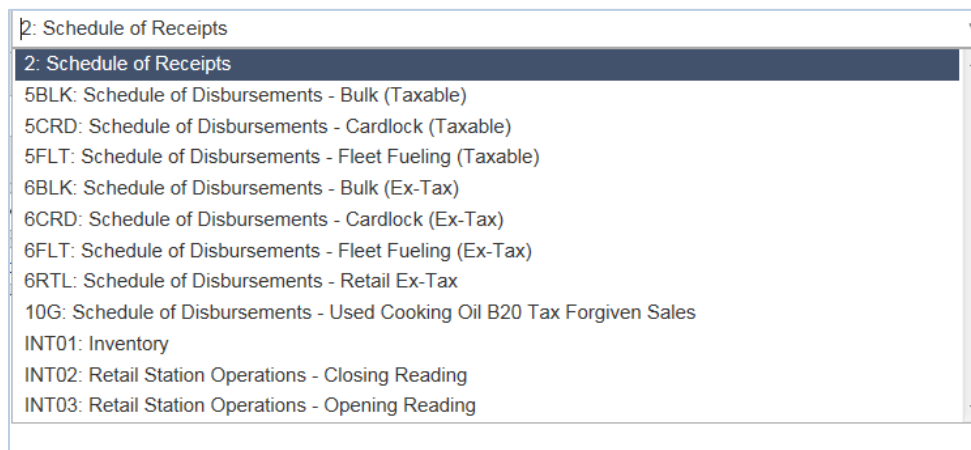 2: Schedule of Receipts
2: Schedule of Receipts
5BLK: Schedule of Disbursements - Bulk (Taxable)
5CRD: Schedule of Disbursements - Cardlock (Taxable)
5FLT: Schedule of Disbursements - Fleet Fueling (Taxable)
6BLK: Schedule of Disbursements - Bulk (Ex-Tax)
6CRD: Schedule of Disbursements - Cardlock (Ex-Tax)
6FLT: Schedule of Disbursements - Fleet Fueling (Ex-Tax)
6RTL: Schedule of Disbursements - Retail Ex-Tax
10G: Schedule of Disbursements - Used Cooking Oil B20 Tax Forgiven Sales
INT01: Inventory
INT02: Retail Station Operations - Closing Reading
INT03: Retail Station Operations - Opening Reading